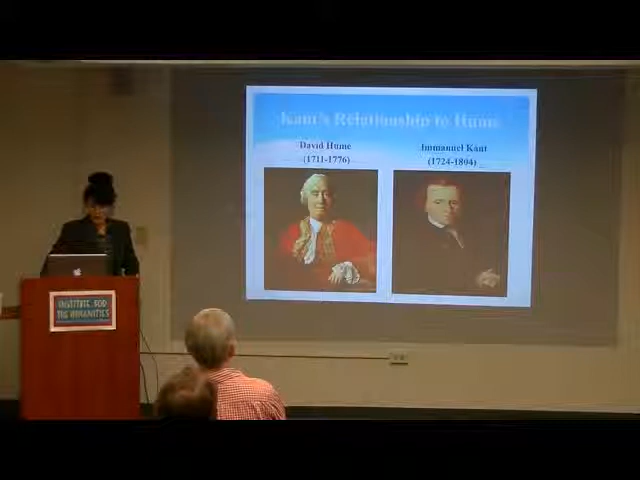 Kant's Relationship to Hume
David Hume
(1711-1776)
Immanuel Kant
(1724-1804)
INSTITUTE FOR
THE HUMANITIES